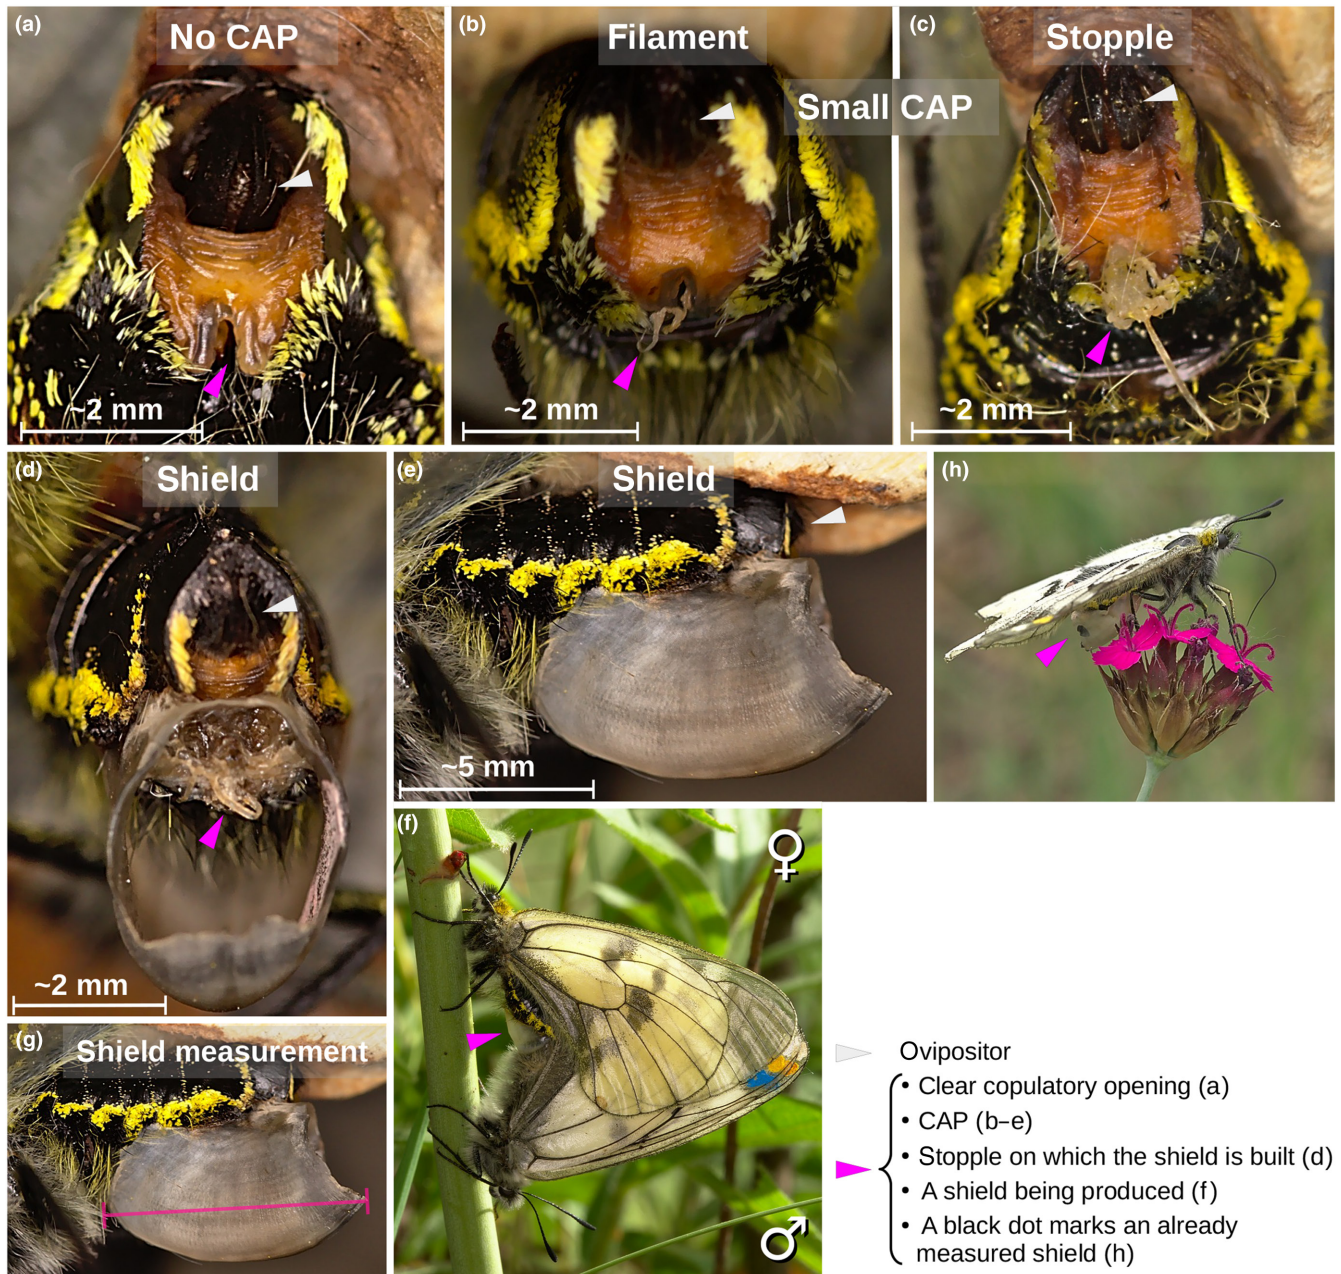 (a)
No CAP
~2 mm
(b)
Filament
Small CAP
~2 mm
(c)
Stopple
~2 mm
(d)
Shield
~2 mm
(e)
Shield
~5 mm
(h)
(f)
♀
♂
(g)
Shield measurement
Ovipositor
• Clear copulatory opening (a)
• CAP (b–e)
• Stopple on which the shield is built (d)
• A shield being produced (f)
• A black dot marks an already
measured shield (h)